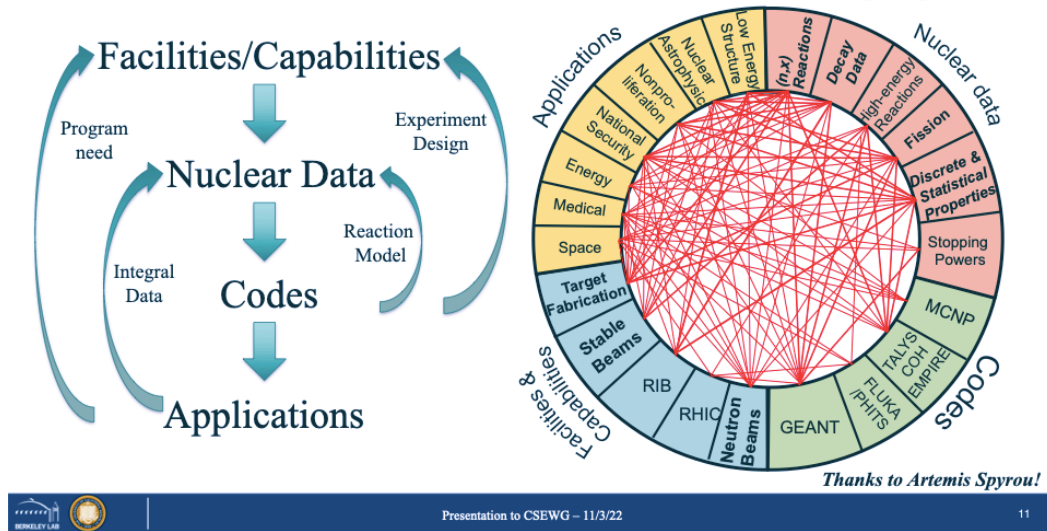 Facilities/Capabilities
Program
need
Experiment
Design
Nuclear Data
Integral
Data
Reaction
Model
Codes
Applications
Applications
Low Energy
Structure
Nuclear
Astrophysic
Nonpro-
liferation
National
Security
Energy
Medical
Space
Nuclear data
(n,x)
Reactions
Decay
Data
High-energy
Reactions
Fission
Discrete &
Statistical
Properties
Stopping
Powers
Codes
MCNP
TALYS
COH
EMPIRE
FLUKA
/PHITS
GEANT
Facilities &
Capabilities
Target
Fabrication
Stable
Beams
RIB
RHIC
Neutron
Beams
Thanks to Artemis Spyrou!
BERKELEY LAB
Presentation to CSEWG – 11/3/22
11